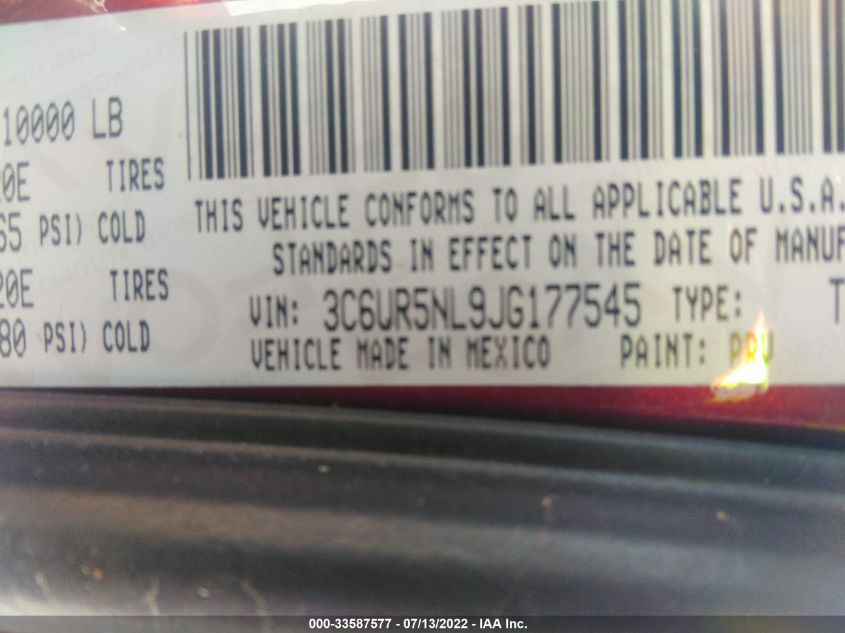 10000 LB
20E TIRES
65 PSI) COLD
20E TIRES
80 PSI) COLD
THIS VEHICLE CONFORMS TO ALL APPLICABLE U.S.A.
STANDARDS IN EFFECT ON THE DATE OF MANUF
VIN: 3C6UR5NL9JG177545 TYPE: T
VEHICLE MADE IN MEXICO PAINT: PRV
000-33587577 - 07/13/2022 - IAA Inc.